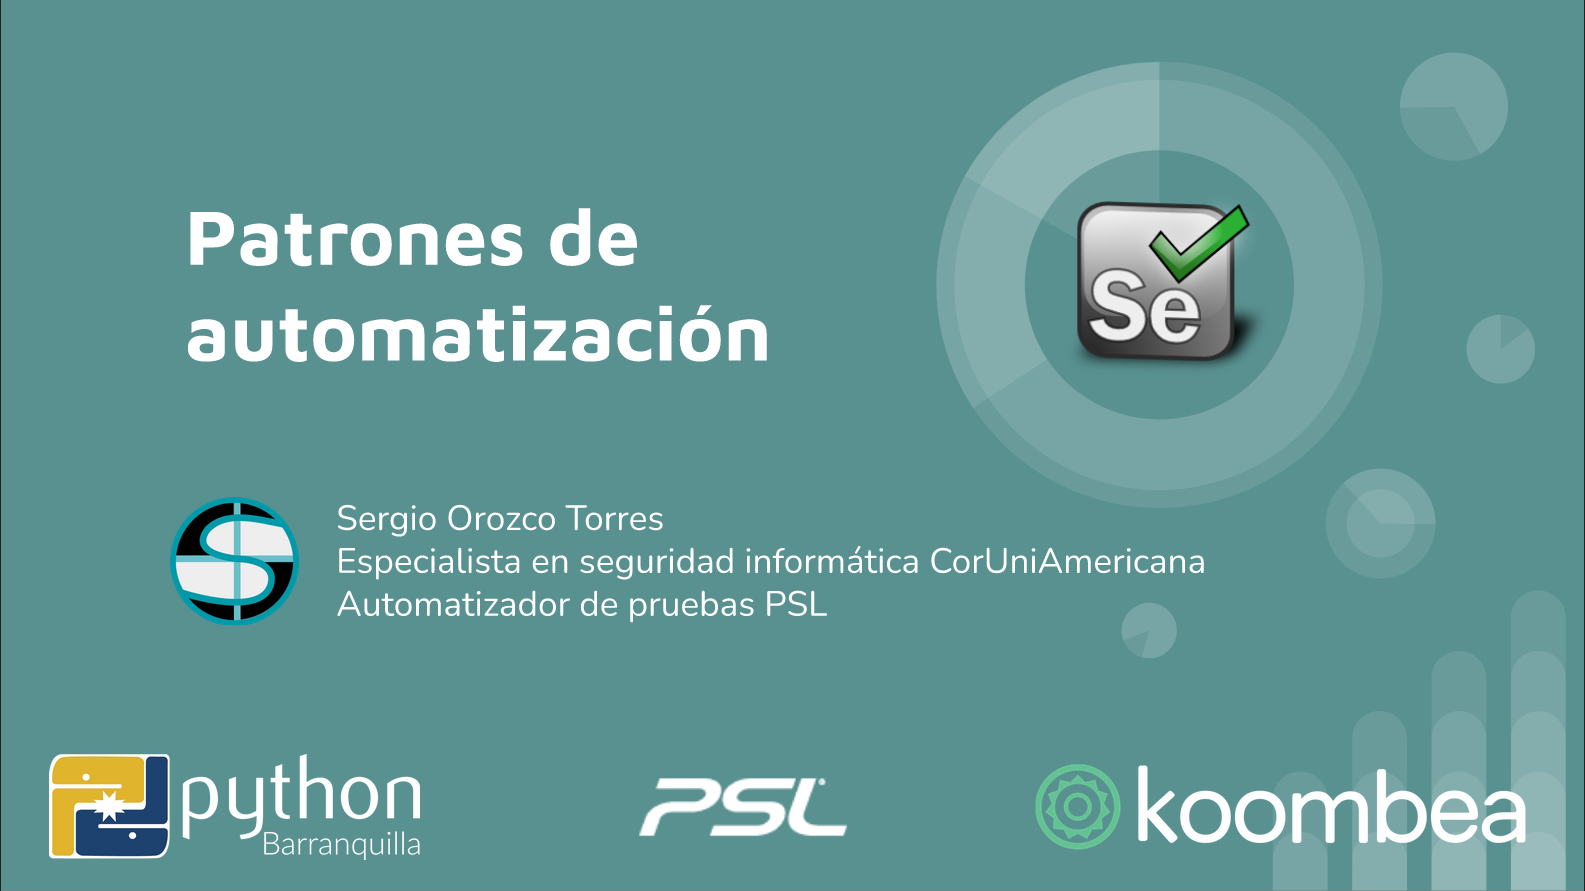 Patrones de
automatización
Se
Sergio Orozco Torres
Especialista en seguridad informática CorUniAmericana
Automatizador de pruebas PSL
python
Barranquilla
PSL
koombea